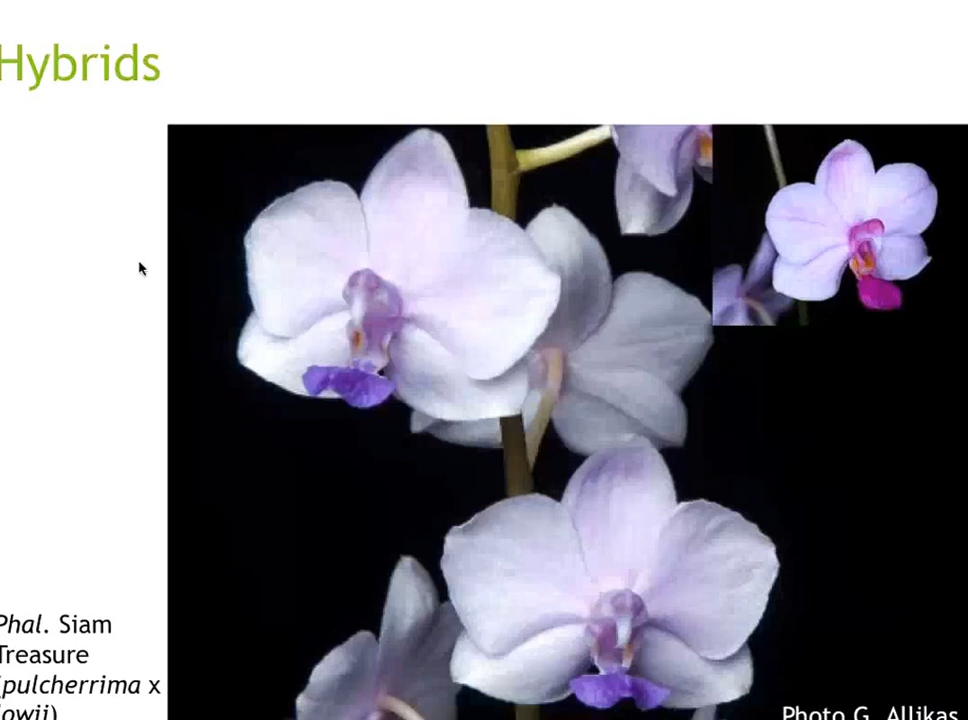 Hybrids
Phal. Siam
Treasure
(pulcherrima x
lowii)
Photo G. Allikas